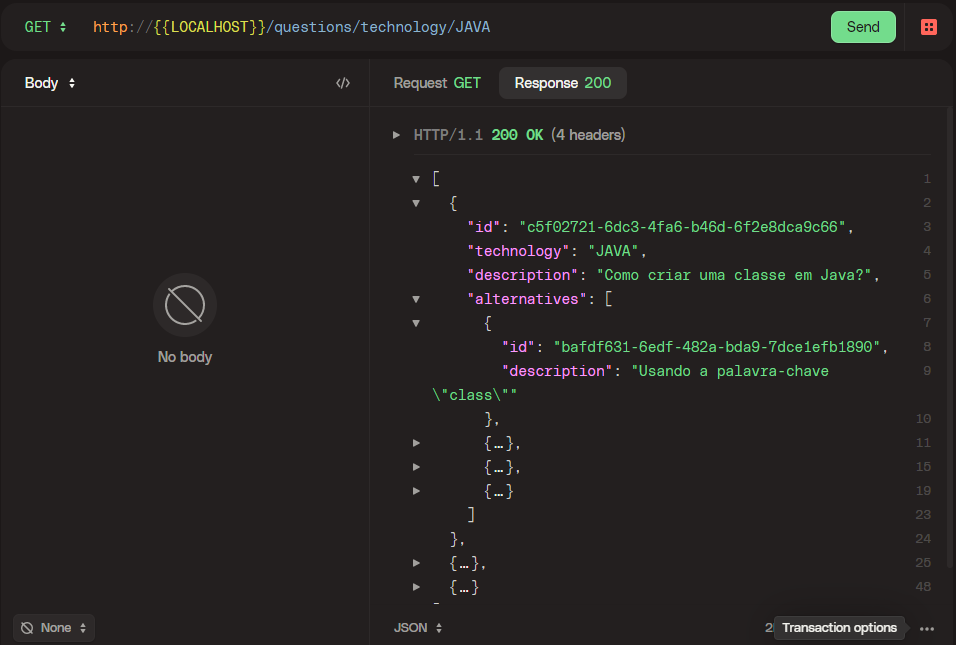 GET http://{{LOCALHOST}}/questions/technology/JAVA Send
Body </> Request GET Response 200
HTTP/1.1 200 OK (4 headers)
[ 1
{ 2
"id": "c5f02721-6dc3-4fa6-b46d-6f2e8dca9c66", 3
"technology": "JAVA", 4
"description": "Como criar uma classe em Java?", 5
"alternatives": [ 6
{ 7
"id": "bafdf631-6edf-482a-bda9-7dce1efb1890", 8
"description": "Usando a palavra-chave 9
\"class\""
}, 10
{…}, 11
{…}, 15
{…} 19
] 23
}, 24
{…}, 25
{…} 48
No body
None JSON Transaction options